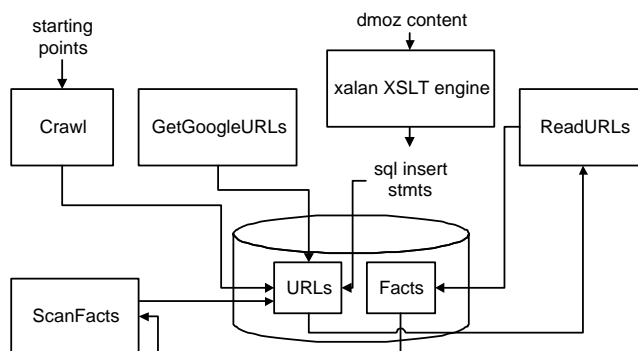 starting
points
dmoz content
Crawl
GetGoogleURLs
xalan XSLT engine
ReadURLs
sql insert
stmts
URLs
Facts
ScanFacts